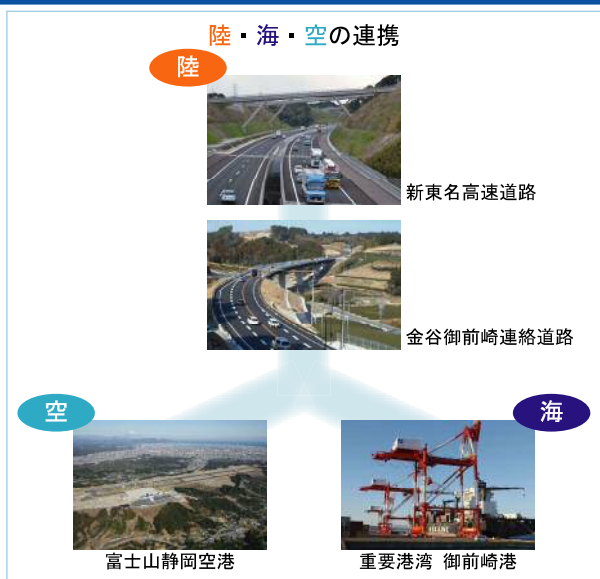 陸・海・空の連携
陸
新東名高速道路
金谷御前崎連絡道路
空
海
富士山静岡空港
重要港湾 御前崎港